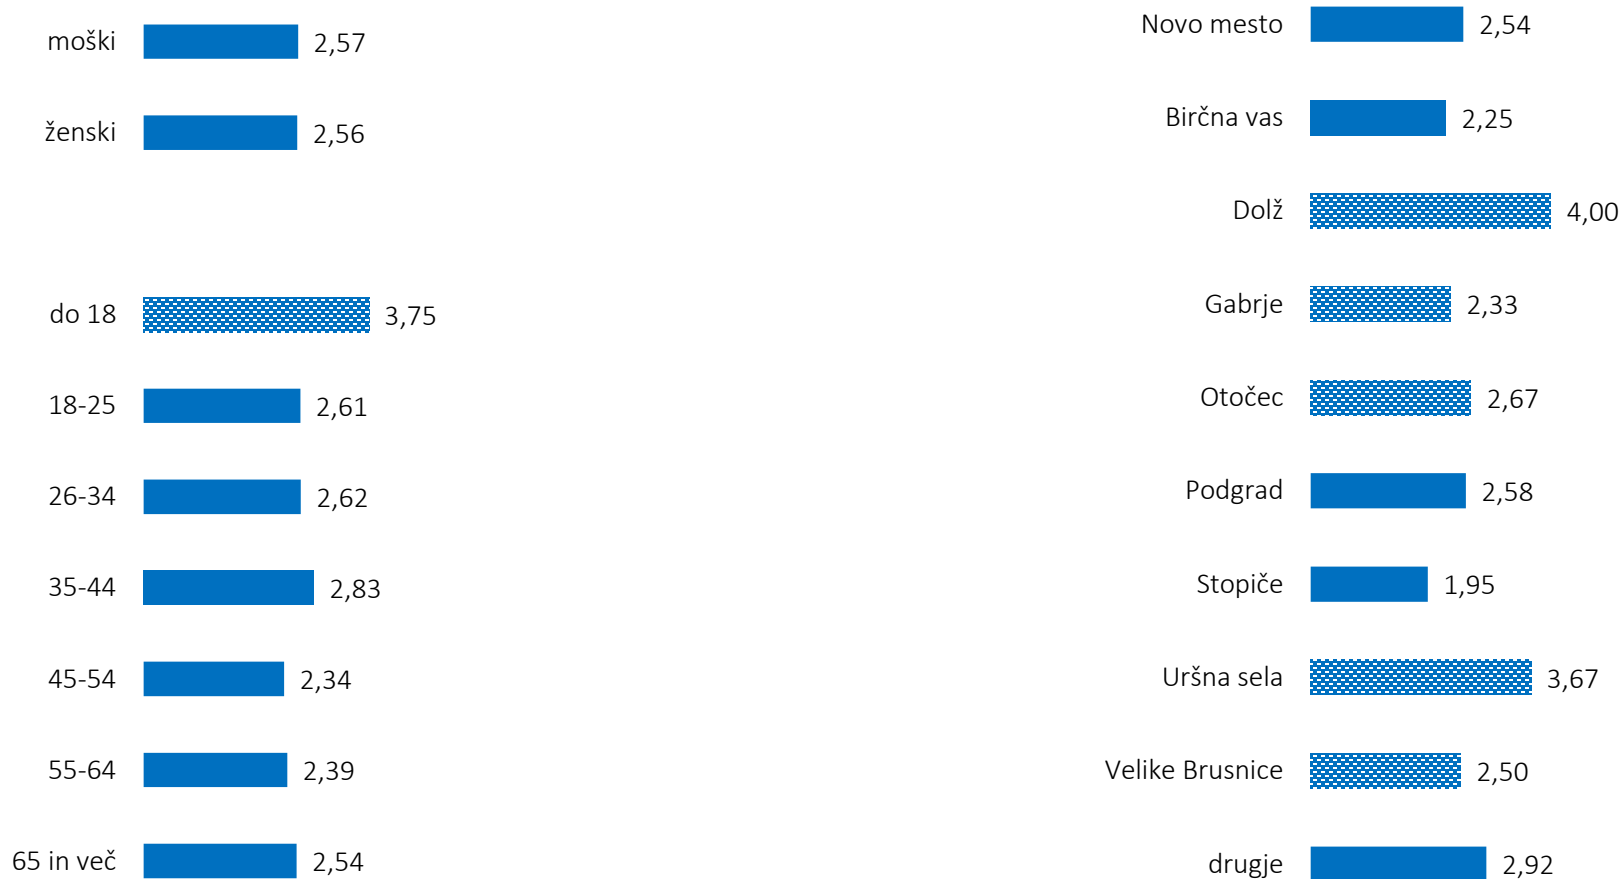 moški 2,57
ženski 2,56
do 18 3,75
18-25 2,61
26-34 2,62
35-44 2,83
45-54 2,34
55-64 2,39
65 in več 2,54
Novo mesto 2,54
Birčna vas 2,25
Dolž 4,00
Gabrje 2,33
Otočec 2,67
Podgrad 2,58
Stopiče 1,95
Uršna sela 3,67
Velike Brusnice 2,50
drugje 2,92